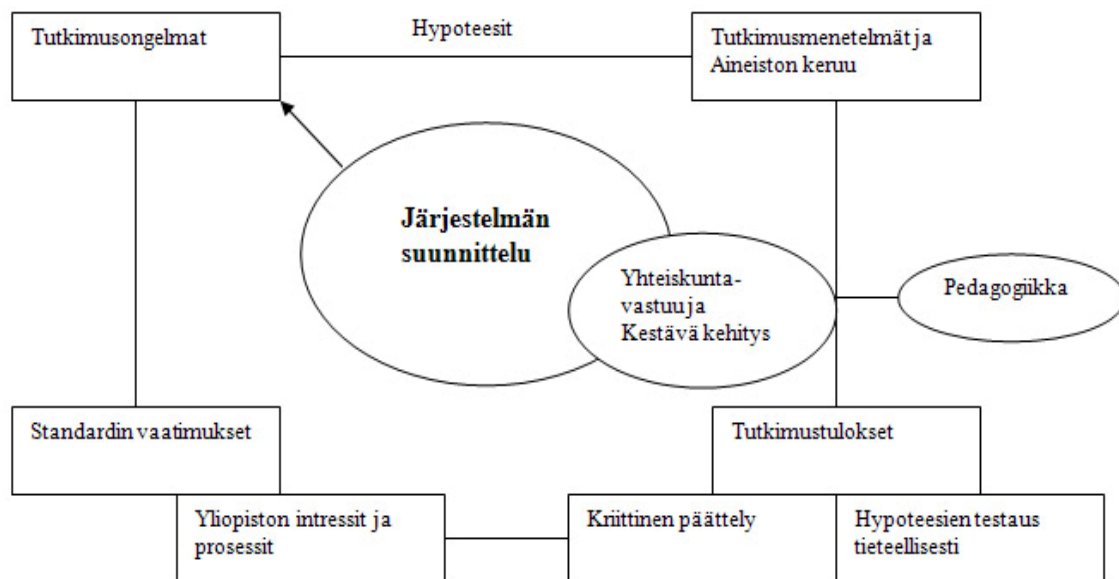 Tutkimusongelmat
Hypoteesit
Tutkimusmenetelmät ja
Aineiston keruu
Järjestelmän
suunnittelu
Yhteiskunta-
vastuu ja
Kestävä kehitys
Pedagogiikka
Standardin vaatimukset
Tutkimustulokset
Yliopiston intressit ja
prosessit
Kriittinen päättely
Hypoteesien testaus
tieteellisesti